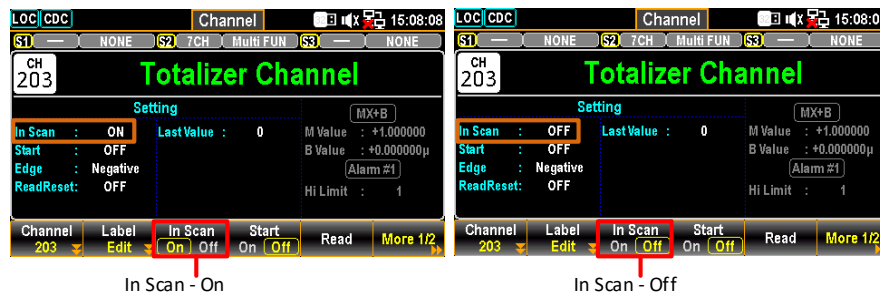 LOC CDC Channel 15:08:08
S1 — NONE S2 7CH Multi FUN S3 — NONE
CH
203
Totalizer Channel
Setting
MX+B
In Scan : ON Last Value : 0 M Value : +1.000000
Start : OFF B Value : +0.000000µ
Edge : Negative Alarm #1
ReadReset: OFF Hi Limit : 1
Channel Label In Scan Start Read More 1/2
203 Edit On Off On Off
In Scan - On
LOC CDC Channel 15:08:0
S1 — NONE S2 7CH Multi FUN S3 — NONE
CH
203
Totalizer Channel
Setting
MX+B
In Scan : OFF Last Value : 0 M Value : +1.000000
Start : OFF B Value : +0.000000µ
Edge : Negative Alarm #1
ReadReset: OFF Hi Limit : 1
Channel Label In Scan Start Read More 1/2
203 Edit On Off On Off
In Scan - Off